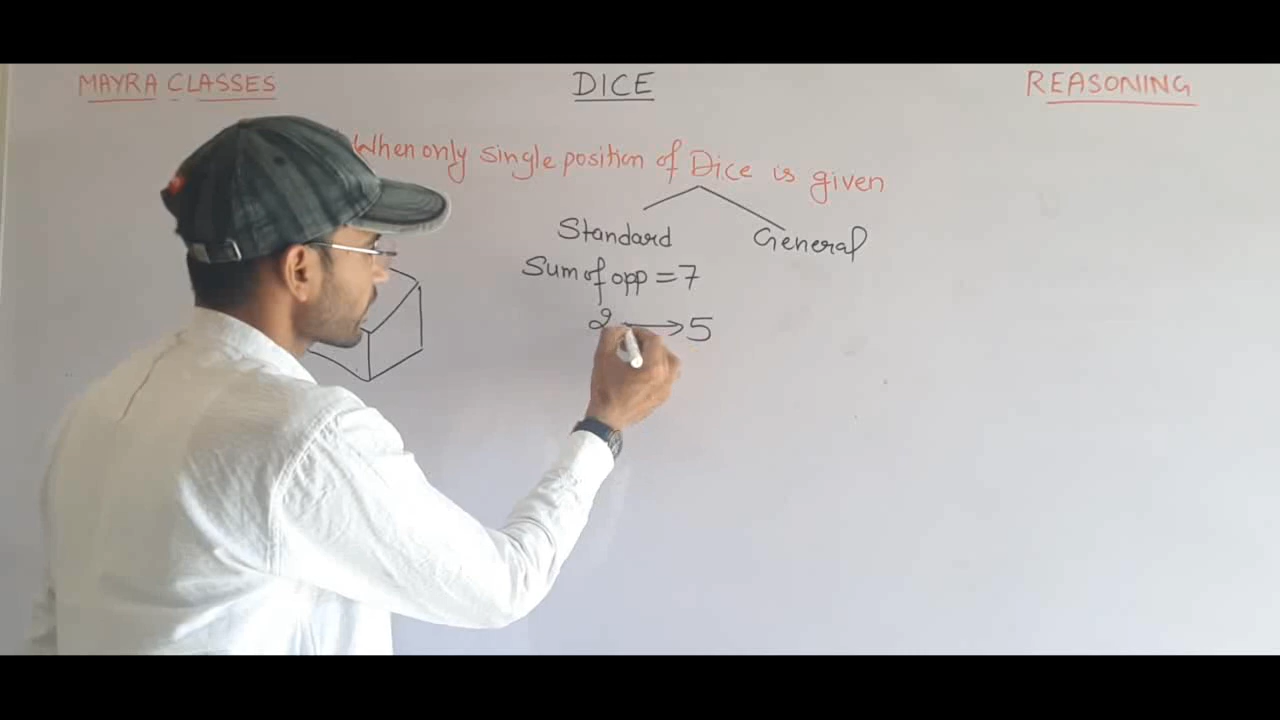 MAYRA CLASSES
DICE
REASONING
When only single position of Dice is given
Standard
General
Sum of opp = 7
2 → 5